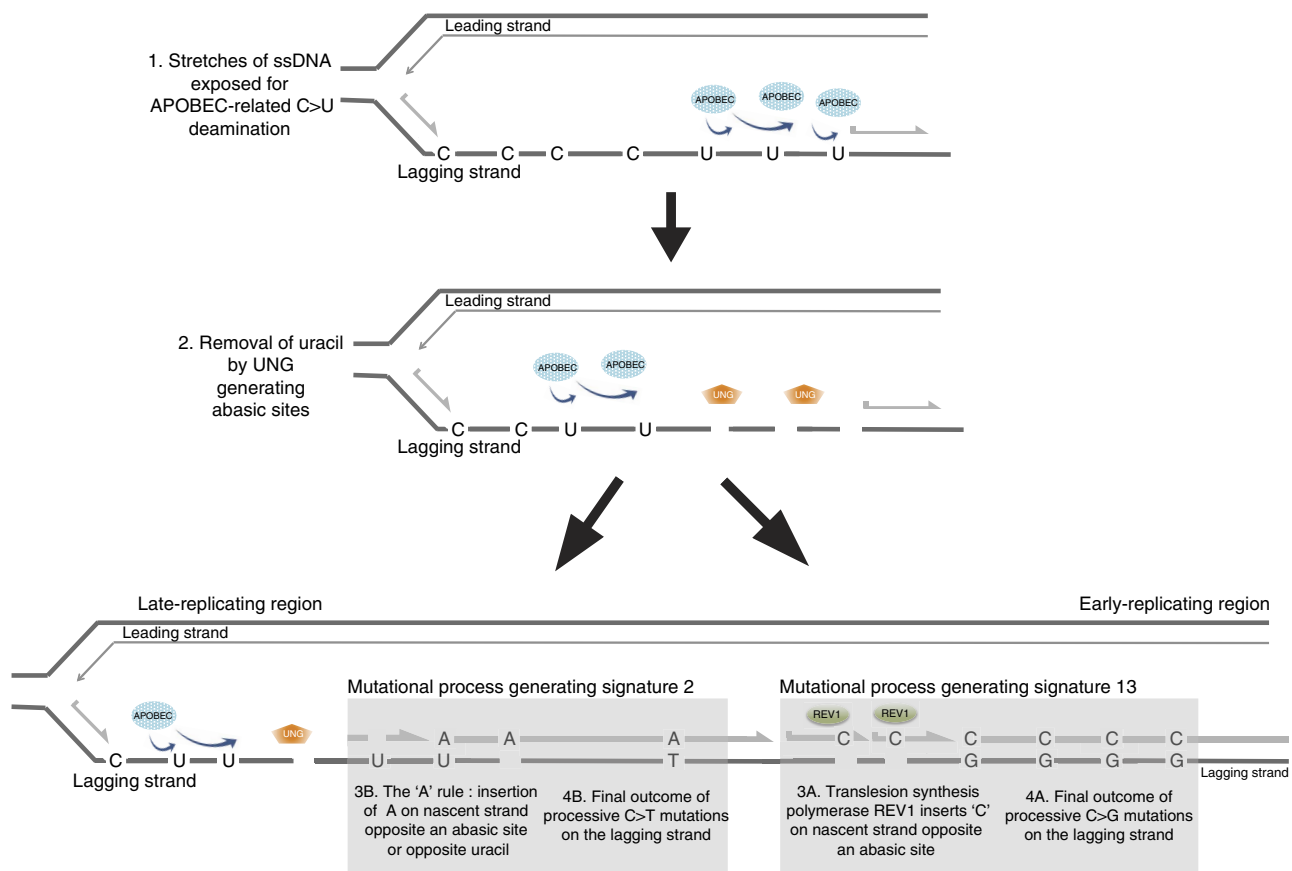 Leading strand
1. Stretches of ssDNA
exposed for
APOBEC-related C>U
deamination
APOBEC APOBEC APOBEC
C C C C U U U
Lagging strand
Leading strand
2. Removal of uracil
by UNG
generating
abasic sites
APOBEC APOBEC
UNG UNG
C C U U
Lagging strand
Late-replicating region Early-replicating region
Leading strand
Mutational process generating signature 2
Mutational process generating signature 13
APOBEC
UNG
REV1 REV1
A A A C C C C C C
C U U U U T G G G G
Lagging strand
Lagging strand
3B. The ‘A’ rule : insertion
of A on nascent strand
opposite an abasic site
or opposite uracil
4B. Final outcome of
processive C>T mutations
on the lagging strand
3A. Translesion synthesis
polymerase REV1 inserts ‘C’
on nascent strand opposite
an abasic site
4A. Final outcome of
processive C>G mutations
on the lagging strand